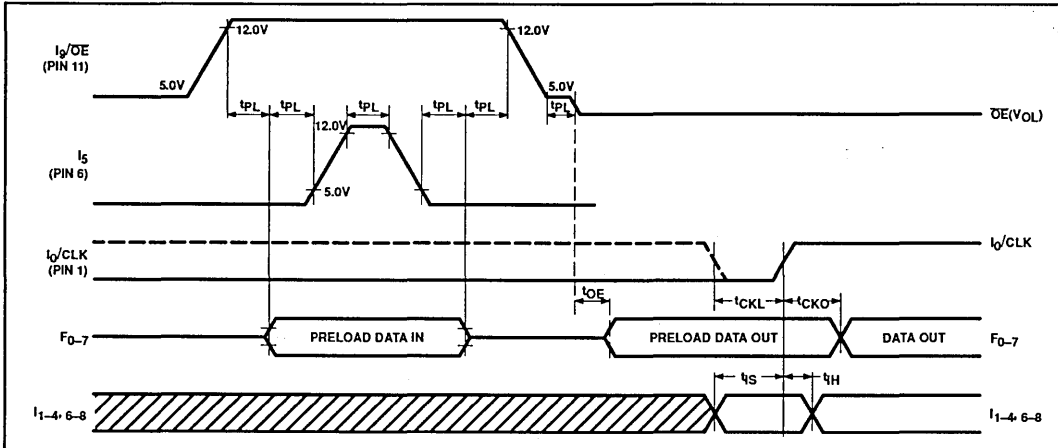 I9/OE
(PIN 11)
5.0V
12.0V
12.0V
5.0V
tPL
tPL
tPL
tPL
tPL
tPL
OE(VOL)
I5
(PIN 6)
12.0V
5.0V
I0/CLK
(PIN 1)
I0/CLK
tOE
tCKL
tCKO
F0–7
PRELOAD DATA IN
PRELOAD DATA OUT
DATA OUT
F0–7
tIS
tIH
I1–4, 6–8
I1–4, 6–8